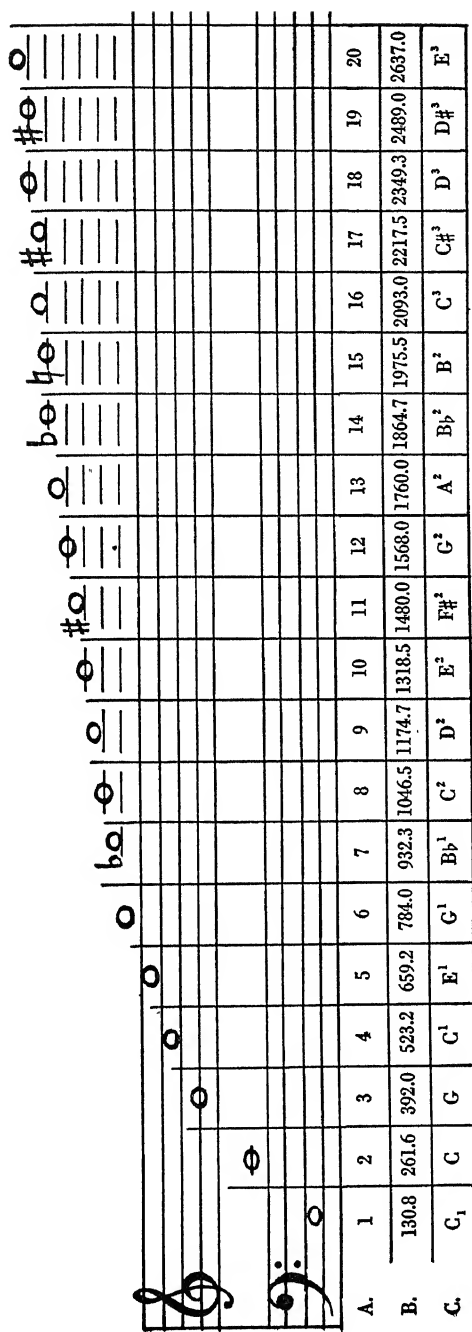 A. 1 2 3 4 5 6 7 8 9 10 11 12 13 14 15 16 17 18 19 20
B. 130.8 261.6 392.0 523.2 659.2 784.0 932.3 1046.5 1174.7 1318.5 1480.0 1568.0 1760.0 1864.7 1975.5 2093.0 2217.5 2349.3 2489.0 2637.0
C. C₁ C G C¹ E¹ G¹ B♭¹ C² D² E² F#² G² A² B♭² B² C³ C#³ D³ D#³ E³